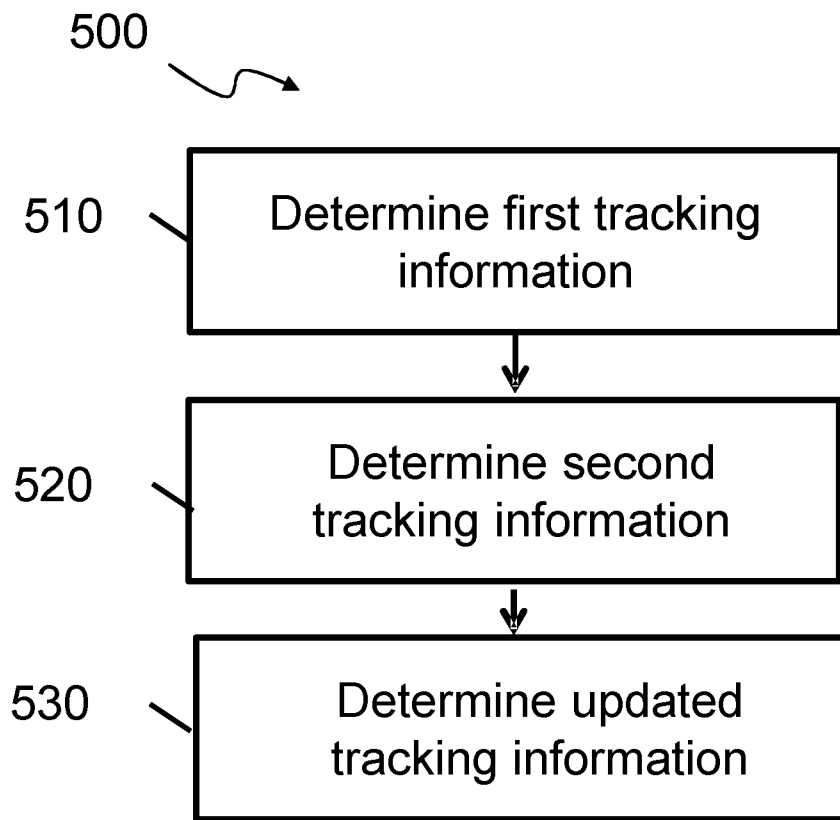 500
510
Determine first tracking
information
520
Determine second
tracking information
530
Determine updated
tracking information